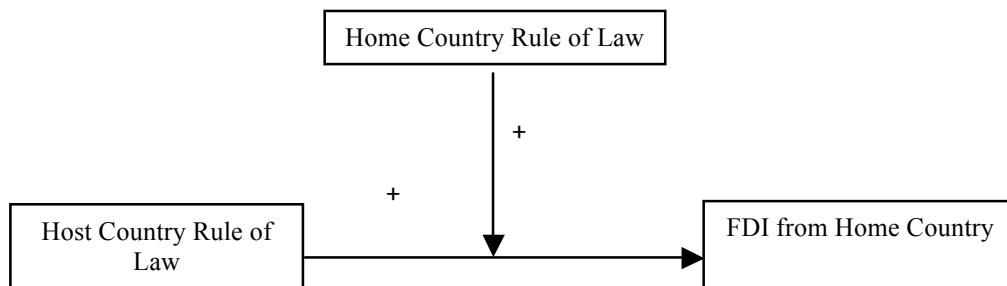 Home Country Rule of Law
+
+
Host Country Rule of
Law
FDI from Home Country